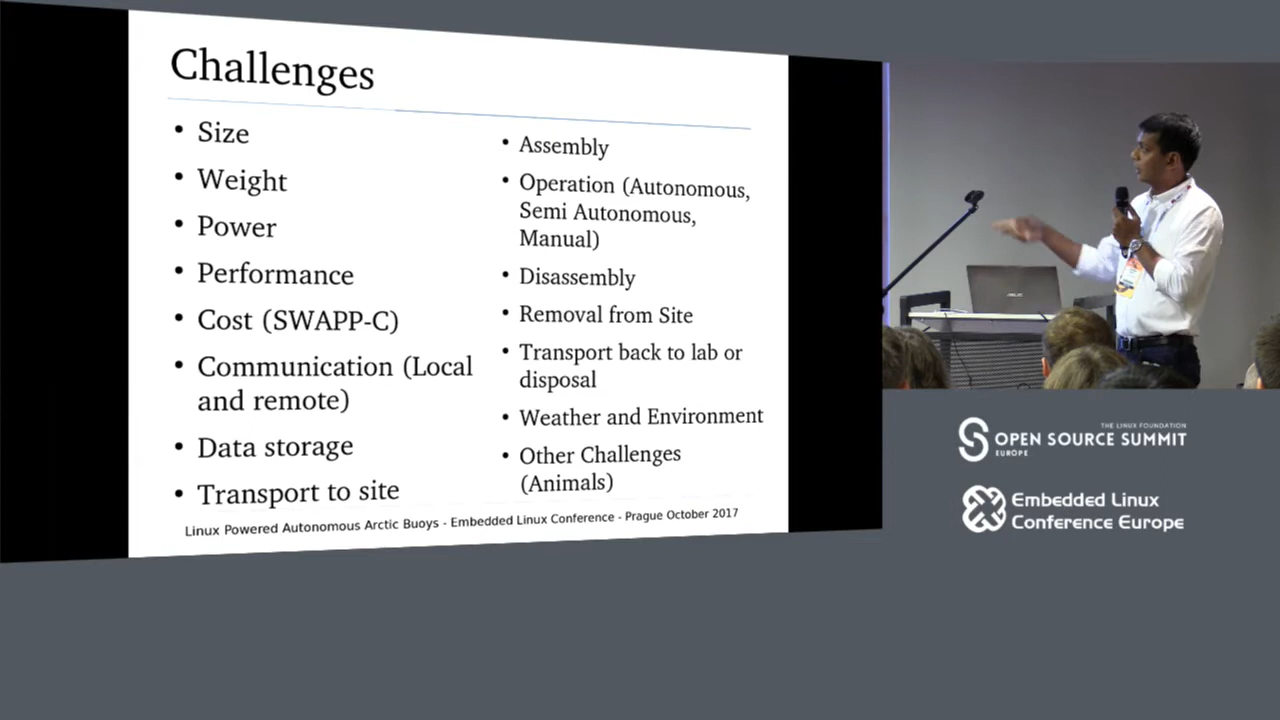 Challenges
• Size
• Weight
• Power
• Performance
• Cost (SWAPP-C)
• Communication (Local
and remote)
• Data storage
• Transport to site
• Assembly
• Operation (Autonomous,
Semi Autonomous,
Manual)
• Disassembly
• Removal from Site
• Transport back to lab or
disposal
• Weather and Environment
• Other Challenges
(Animals)
Linux Powered Autonomous Arctic Buoys - Embedded Linux Conference - Prague October 2017
ASUS
THE LINUX FOUNDATION
OPEN SOURCE SUMMIT
EUROPE
Embedded Linux
Conference Europe